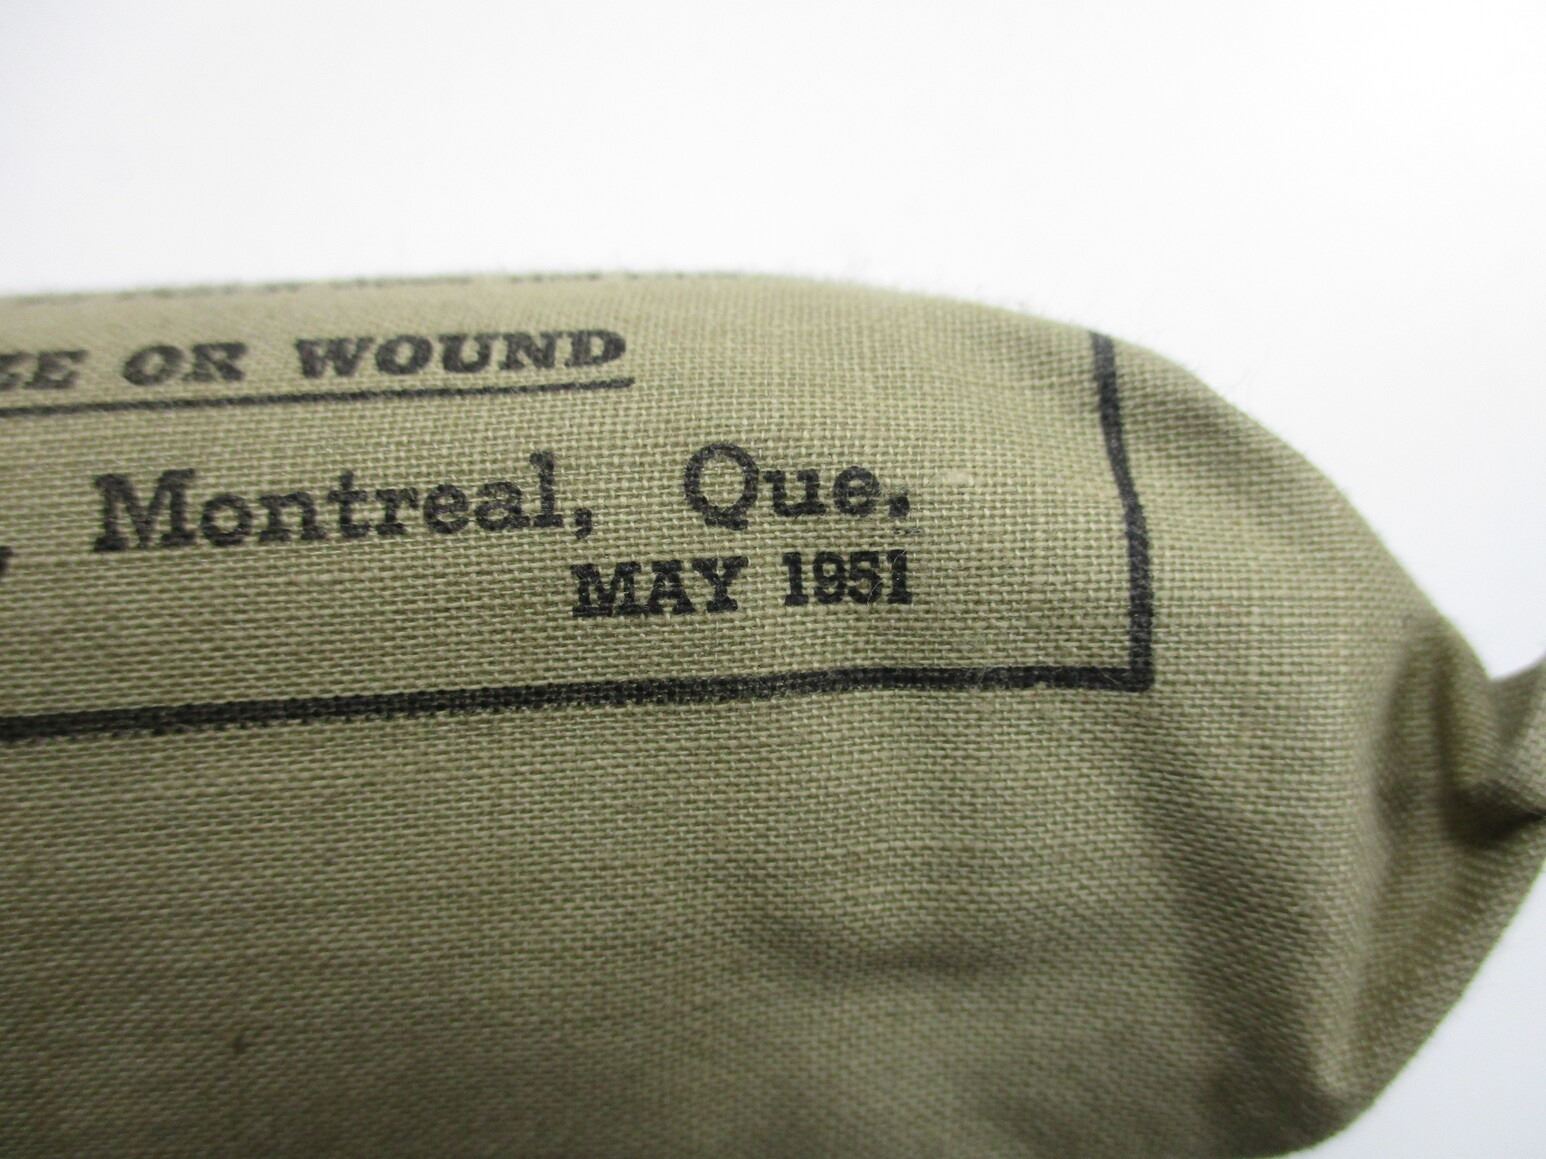 OR WOUND
Montreal, Que.
MAY 1951